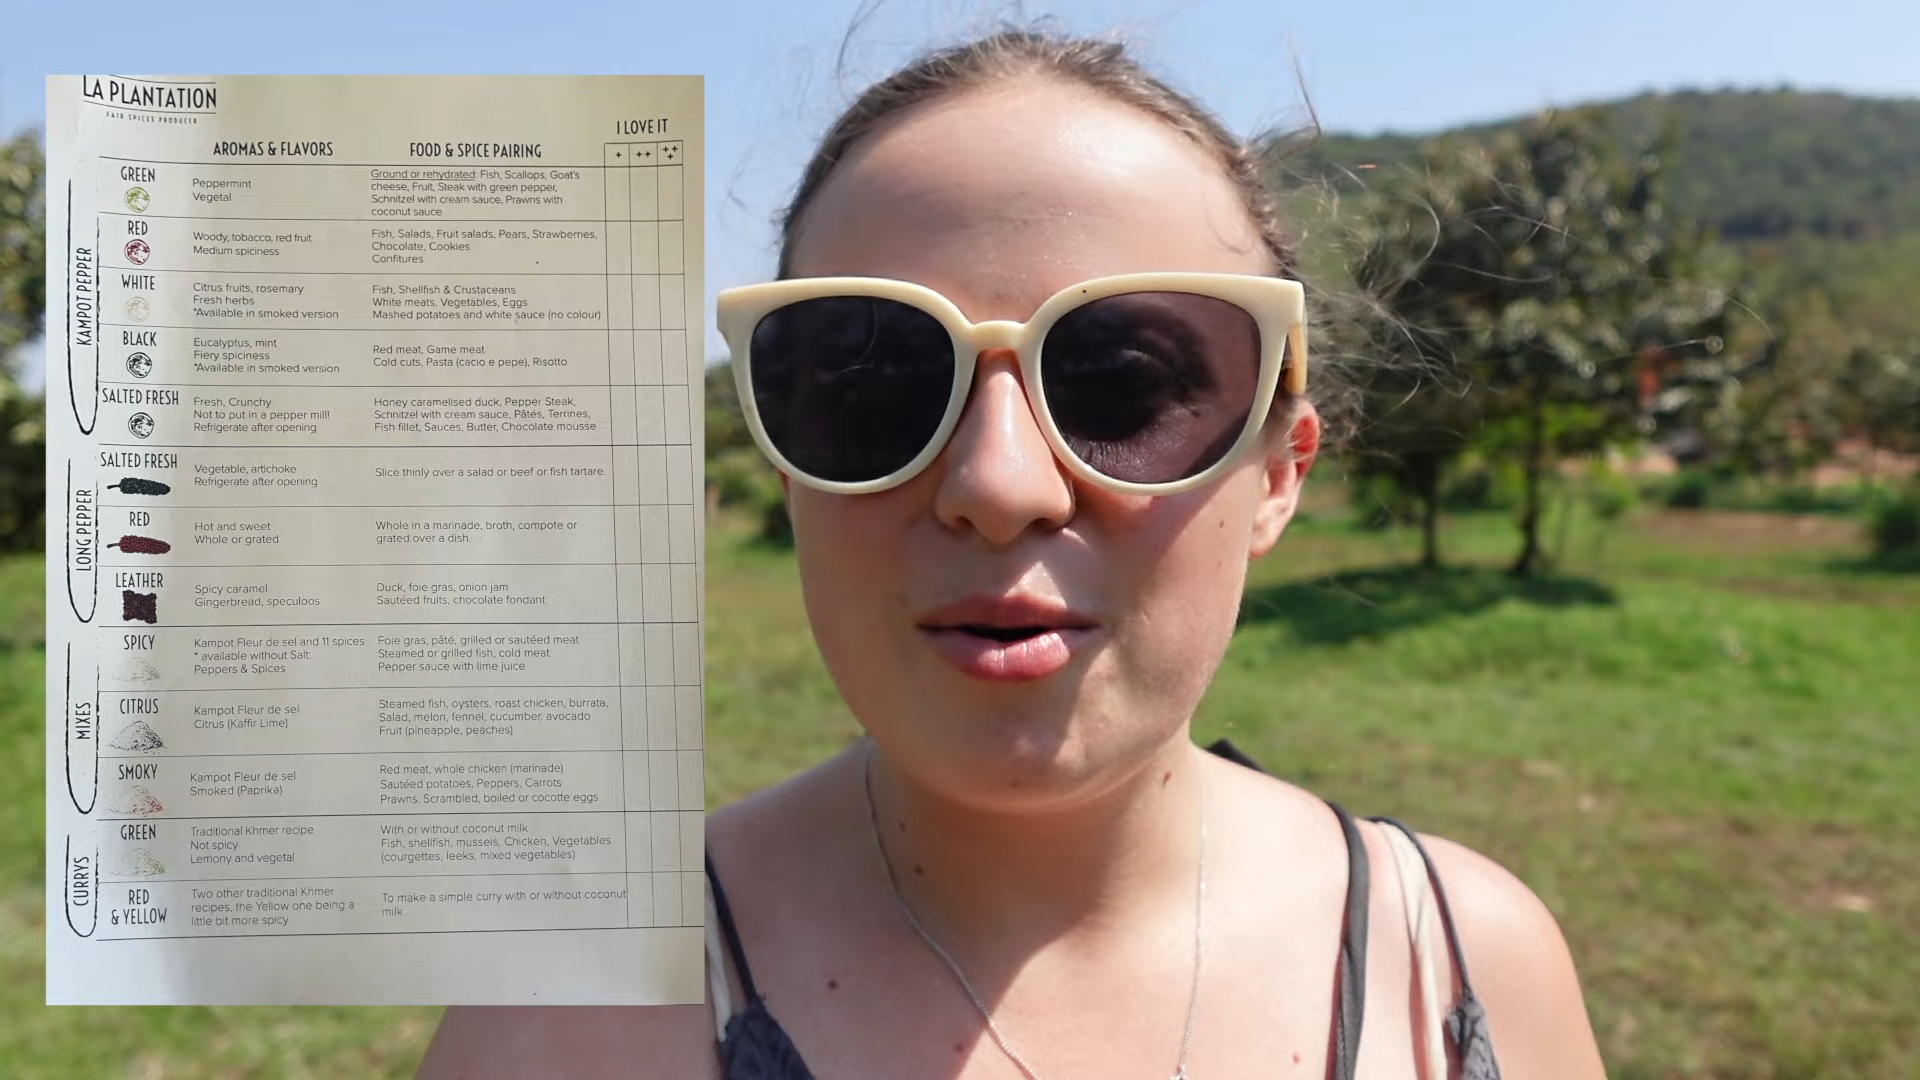 LA PLANTATION
FAIR SPICES PRODUCER
I LOVE IT
AROMAS & FLAVORS
FOOD & SPICE PAIRING
+ ++ +++
KAMPOT PEPPER
GREEN
Peppermint
Vegetal
Ground or rehydrated: Fish, Scallops, Goat's
cheese, Fruit, Steak with green pepper,
Schnitzel with cream sauce, Prawns with
coconut sauce
RED
Woody, tobacco, red fruit
Medium spiciness
Fish, Salads, Fruit salads, Pears, Strawberries,
Chocolate, Cookies
Confitures
WHITE
Citrus fruits, rosemary
Fresh herbs
*Available in smoked version
Fish, Shellfish & Crustaceans
White meats, Vegetables, Eggs
Mashed potatoes and white sauce (no colour)
BLACK
Eucalyptus, mint
Fiery spiciness
*Available in smoked version
Red meat, Game meat
Cold cuts, Pasta (cacio e pepe), Risotto
SALTED FRESH
Fresh, Crunchy
Not to put in a pepper mill!
Refrigerate after opening
Honey caramelised duck, Pepper Steak,
Schnitzel with cream sauce, Pâtés, Terrines,
Fish fillet, Sauces, Butter, Chocolate mousse
LONG PEPPER
SALTED FRESH
Vegetable, artichoke
Refrigerate after opening
Slice thinly over a salad or beef or fish tartare.
RED
Hot and sweet
Whole or grated
Whole in a marinade, broth, compote or
grated over a dish.
LEATHER
Spicy caramel
Gingerbread, speculoos
Duck, foie gras, onion jam
Sautéed fruits, chocolate fondant
MIXES
SPICY
Kampot Fleur de sel and 11 spices
* available without Salt:
Peppers & Spices
Foie gras, pâté, grilled or sautéed meat
Steamed or grilled fish, cold meat
Pepper sauce with lime juice
CITRUS
Kampot Fleur de sel
Citrus (Kaffir Lime)
Steamed fish, oysters, roast chicken, burrata,
Salad, melon, fennel, cucumber, avocado
Fruit (pineapple, peaches)
SMOKY
Kampot Fleur de sel
Smoked (Paprika)
Red meat, whole chicken (marinade)
Sautéed potatoes, Peppers, Carrots
Prawns, Scrambled, boiled or cocotte eggs
CURRYS
GREEN
Traditional Khmer recipe
Not spicy
Lemony and vegetal
With or without coconut milk
Fish, shellfish, mussels, Chicken, Vegetables
(courgettes, leeks, mixed vegetables)
RED
& YELLOW
Two other traditional Khmer
recipes, the Yellow one being a
little bit more spicy
To make a simple curry with or without coconut
milk